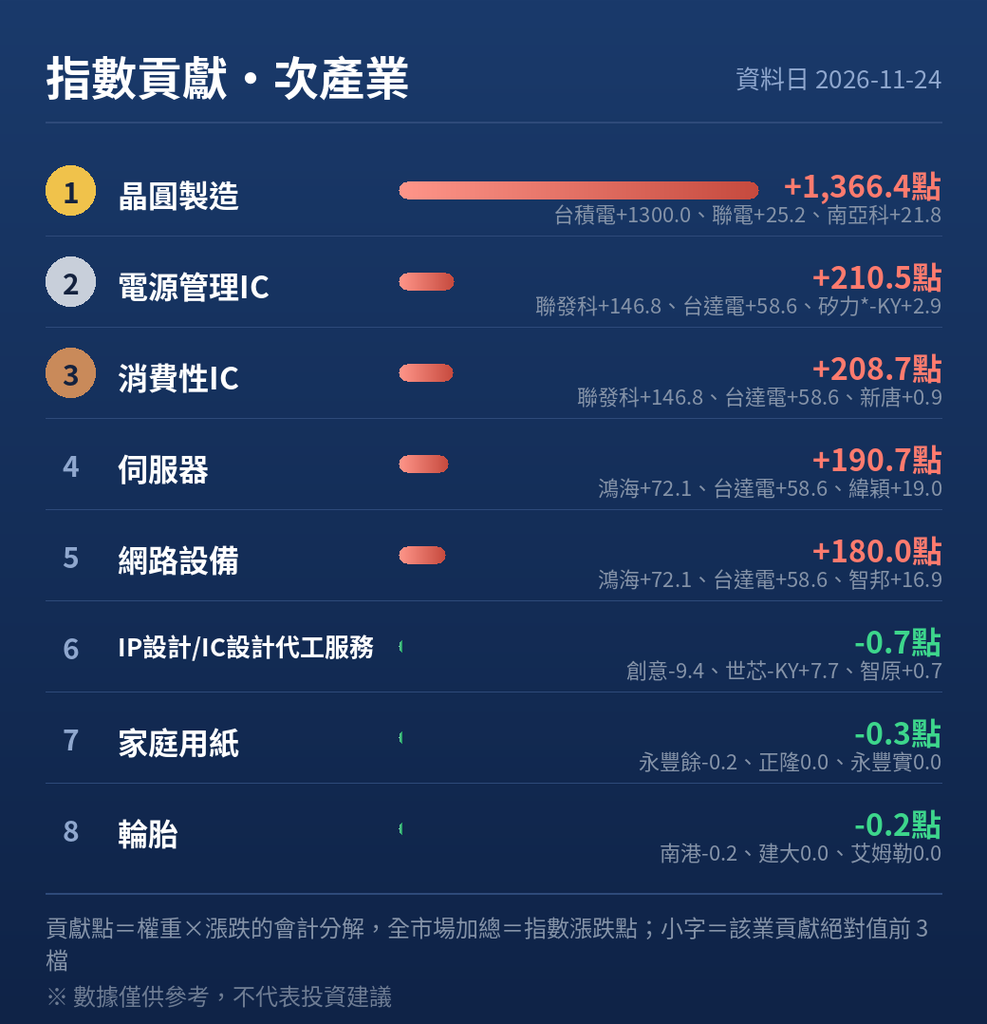 指數貢獻・次產業
資料日 2026-11-24
1 晶圓製造 +1,366.4點
台積電+1300.0、聯電+25.2、南亞科+21.8
2 電源管理IC +210.5點
聯發科+146.8、台達電+58.6、矽力*-KY+2.9
3 消費性IC +208.7點
聯發科+146.8、台達電+58.6、新唐+0.9
4 伺服器 +190.7點
鴻海+72.1、台達電+58.6、緯穎+19.0
5 網路設備 +180.0點
鴻海+72.1、台達電+58.6、智邦+16.9
6 IP設計/IC設計代工服務 -0.7點
創意-9.4、世芯-KY+7.7、智原+0.7
7 家庭用紙 -0.3點
永豐餘-0.2、正隆0.0、永豐實0.0
8 輪胎 -0.2點
南港-0.2、建大0.0、艾姆勒0.0
貢獻點＝權重×漲跌的會計分解，全市場加總＝指數漲跌點；小字＝該業貢獻絕對值前 3
檔
※ 數據僅供參考，不代表投資建議